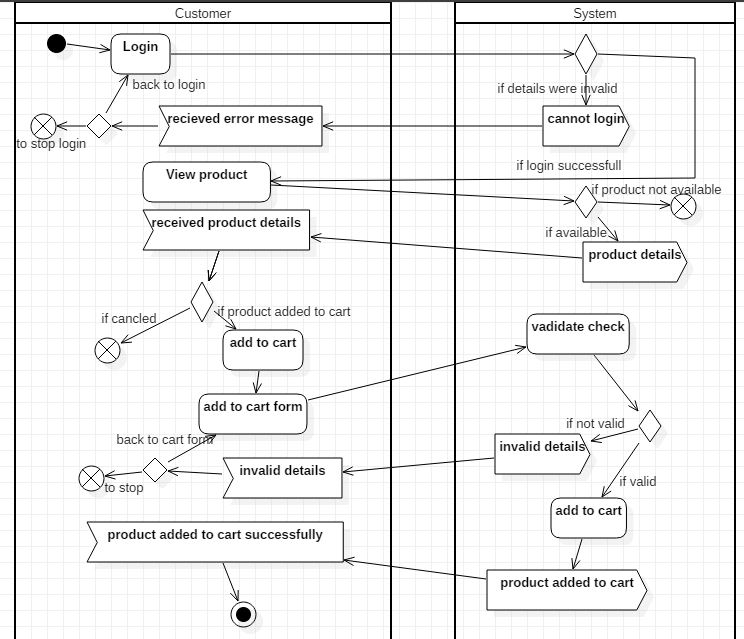 Customer
System
Login
back to login
if details were invalid
recieved error message
cannot login
to stop login
if login successfull
View product
if product not available
received product details
if available
product details
if cancled
if product added to cart
add to cart
vadidate check
add to cart form
if not valid
back to cart form
invalid details
invalid details
to stop
if valid
add to cart
product added to cart successfully
product added to cart